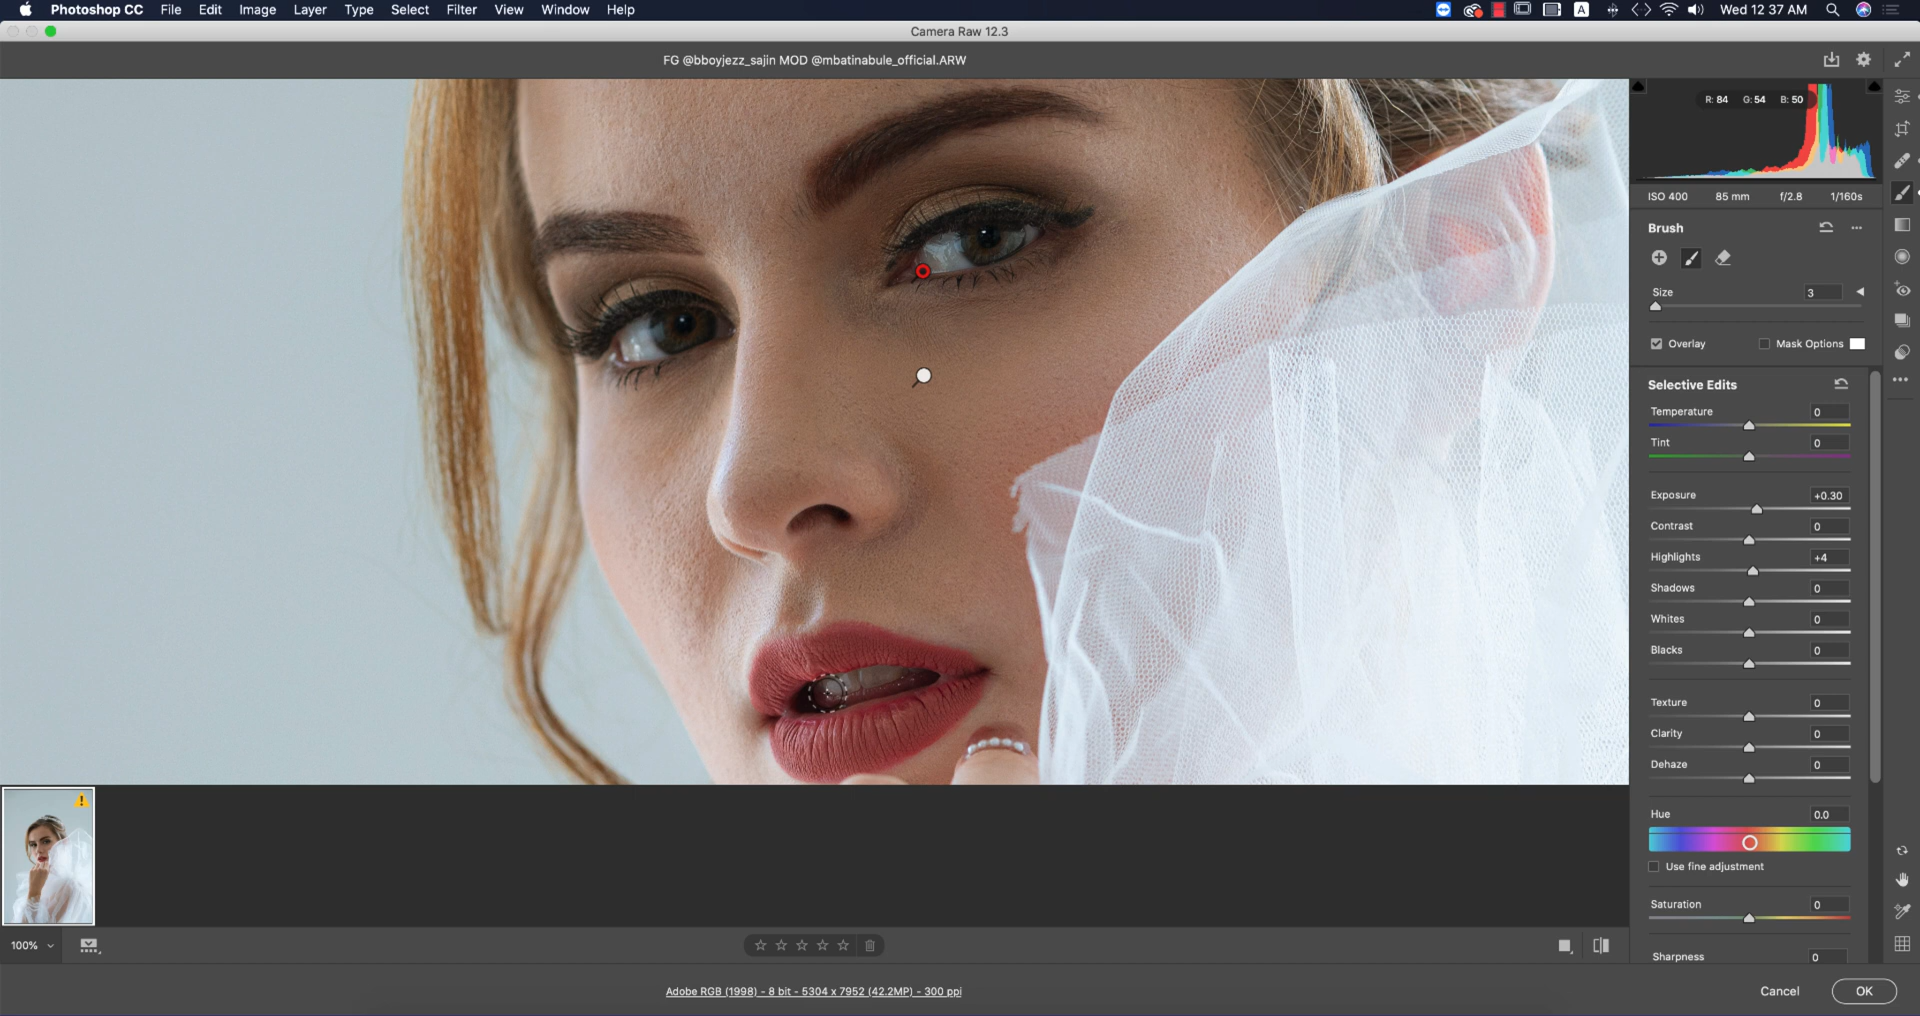 Photoshop CC File Edit Image Layer Type Select Filter View Window Help A Wed 12 37 AM
Camera Raw 12.3
FG @bboyjezz_sajin MOD @mbatinabule_official.ARW
R: 84 G: 54 B: 50
ISO 400 85 mm f/2.8 1/160s
Brush
Size 3
Overlay Mask Options
Selective Edits
Temperature 0
Tint 0
Exposure +0.30
Contrast 0
Highlights +4
Shadows 0
Whites 0
Blacks 0
Texture 0
Clarity 0
Dehaze 0
Hue 0.0
Use fine adjustment
Saturation 0
Sharpness 0
100%
Adobe RGB (1998) - 8 bit - 5304 x 7952 (42.2MP) - 300 ppi
Cancel OK